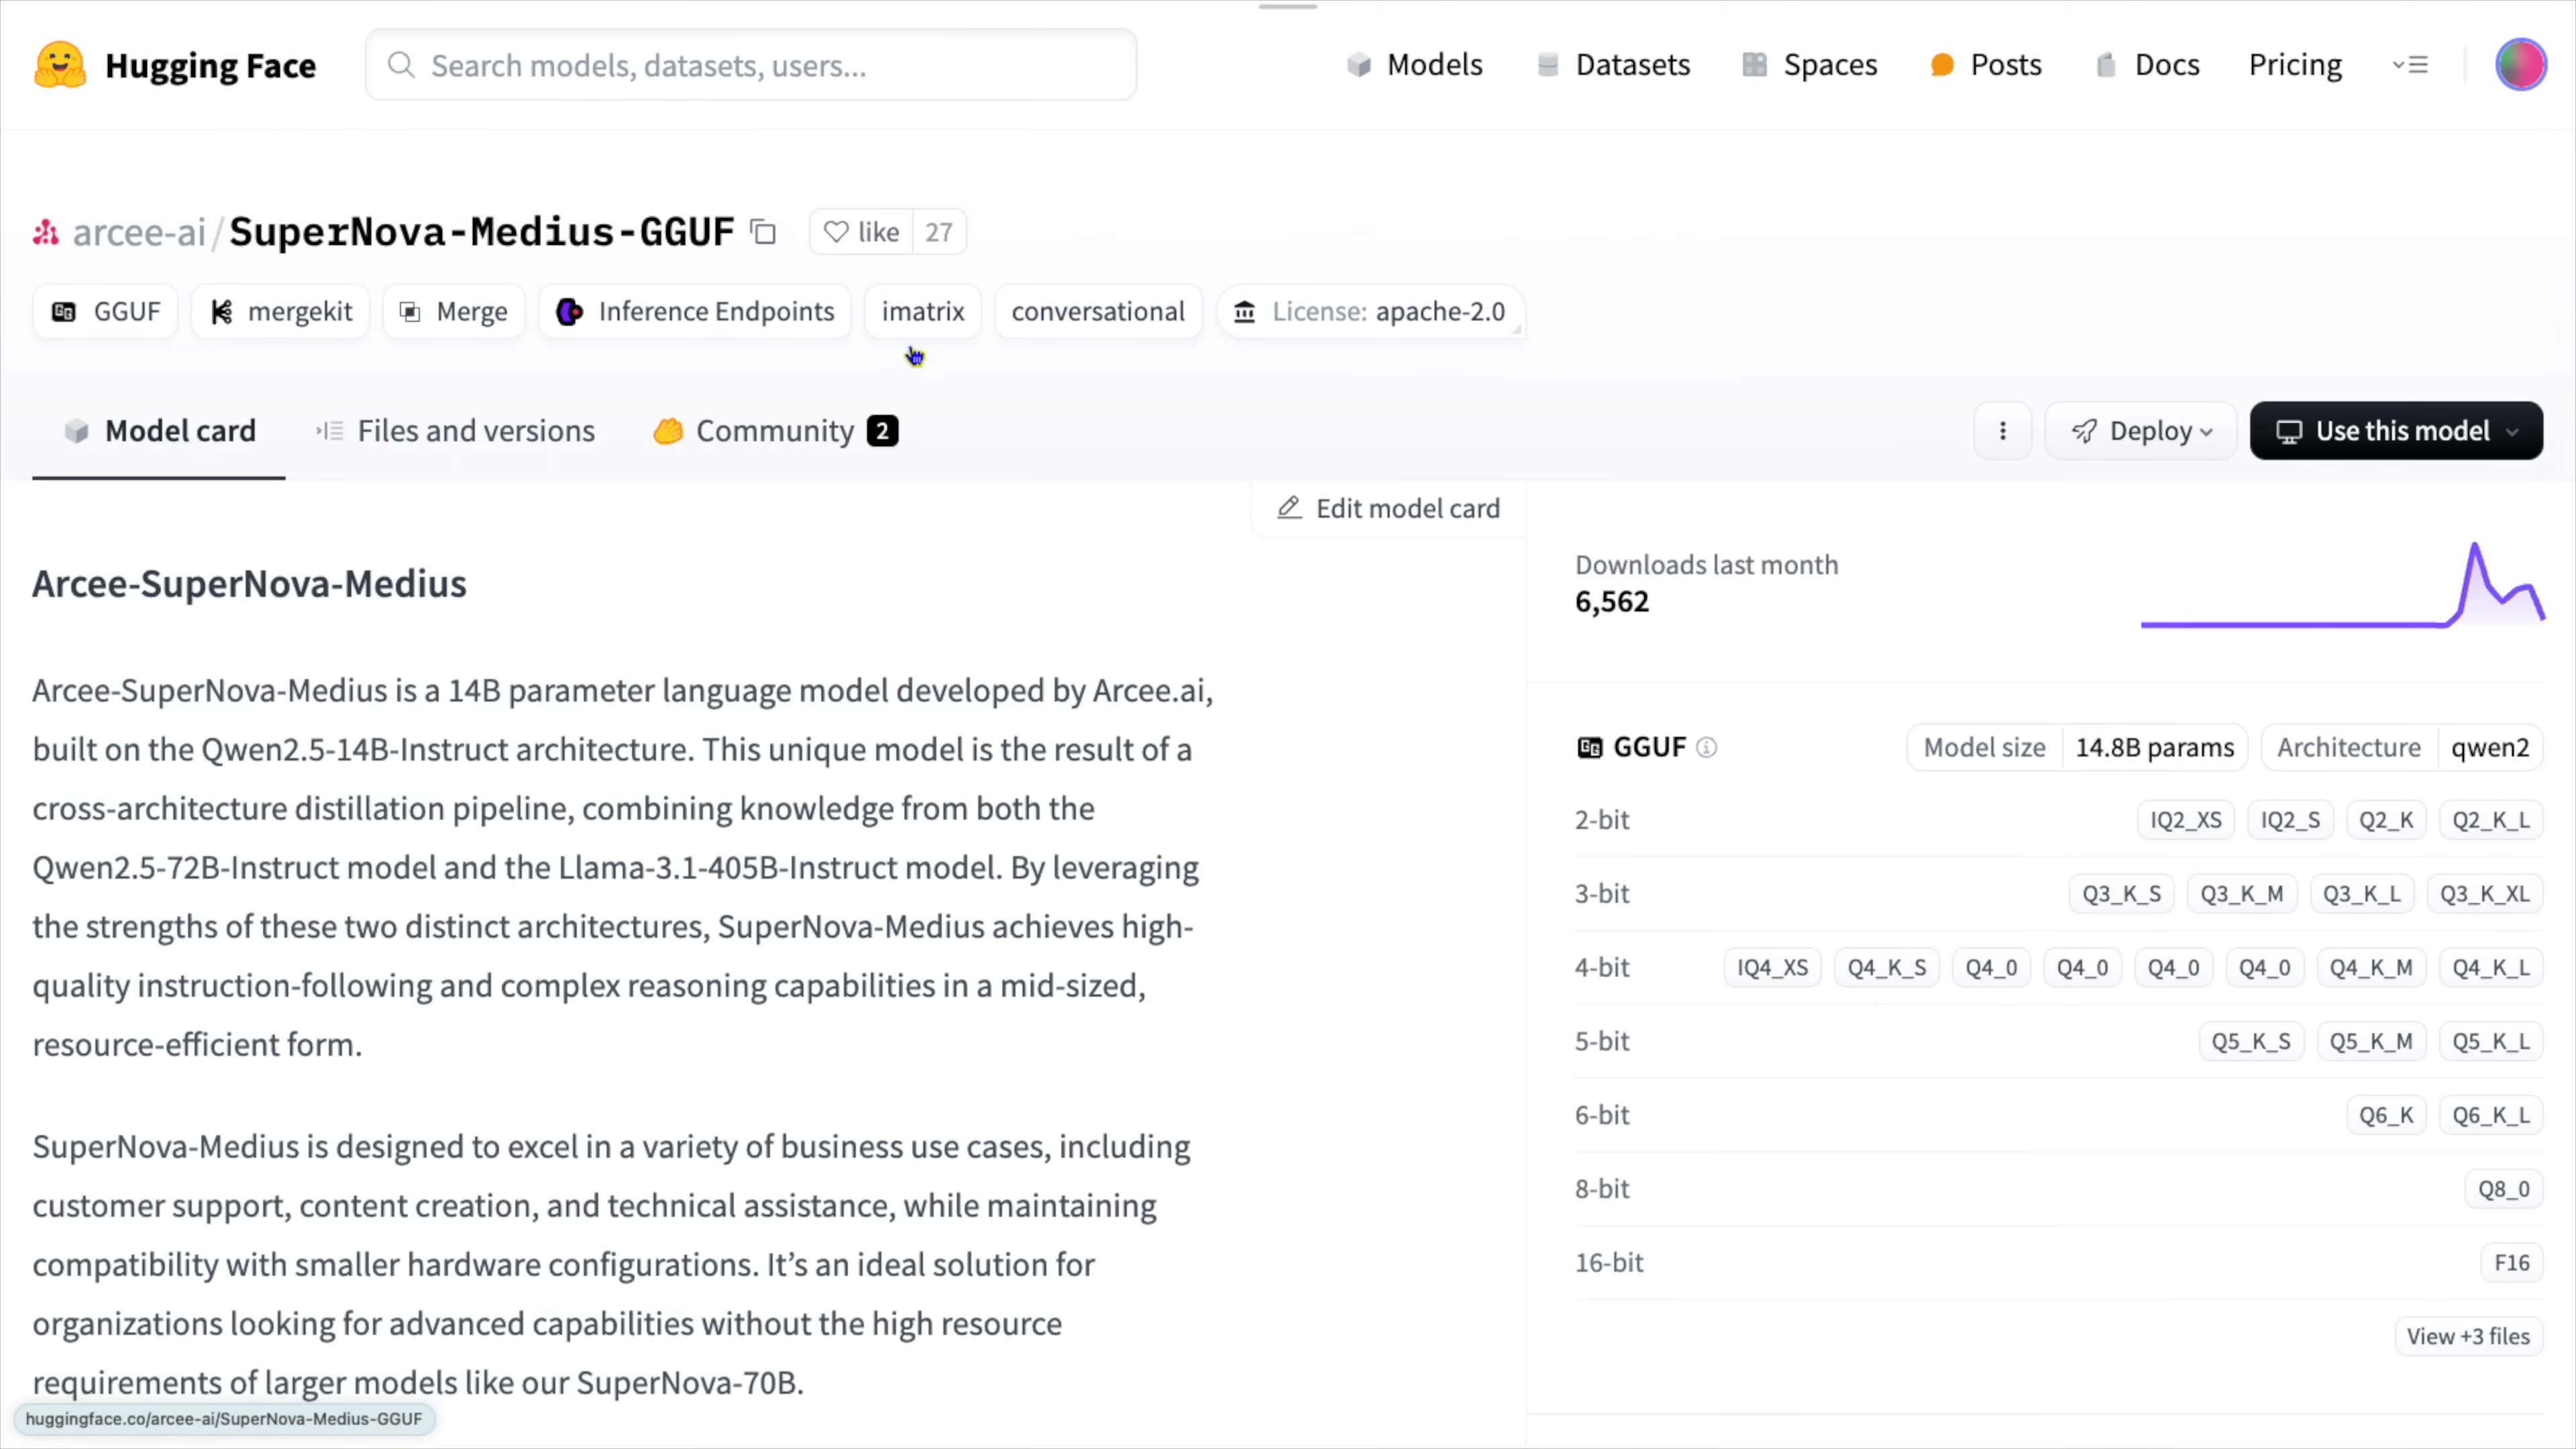 Hugging Face
Search models, datasets, users...
Models
Datasets
Spaces
Posts
Docs
Pricing
arcee-ai/SuperNova-Medius-GGUF
like 27
GGUF
mergekit
Merge
Inference Endpoints
imatrix
conversational
License: apache-2.0
Model card
Files and versions
Community 2
Deploy
Use this model
Edit model card
Arcee-SuperNova-Medius
Arcee-SuperNova-Medius is a 14B parameter language model developed by Arcee.ai,
built on the Qwen2.5-14B-Instruct architecture. This unique model is the result of a
cross-architecture distillation pipeline, combining knowledge from both the
Qwen2.5-72B-Instruct model and the Llama-3.1-405B-Instruct model. By leveraging
the strengths of these two distinct architectures, SuperNova-Medius achieves high-
quality instruction-following and complex reasoning capabilities in a mid-sized,
resource-efficient form.
SuperNova-Medius is designed to excel in a variety of business use cases, including
customer support, content creation, and technical assistance, while maintaining
compatibility with smaller hardware configurations. It's an ideal solution for
organizations looking for advanced capabilities without the high resource
requirements of larger models like our SuperNova-70B.
huggingface.co/arcee-ai/SuperNova-Medius-GGUF
Downloads last month
6,562
GGUF
Model size 14.8B params
Architecture qwen2
2-bit IQ2_XS IQ2_S Q2_K Q2_K_L
3-bit Q3_K_S Q3_K_M Q3_K_L Q3_K_XL
4-bit IQ4_XS Q4_K_S Q4_0 Q4_0 Q4_0 Q4_0 Q4_K_M Q4_K_L
5-bit Q5_K_S Q5_K_M Q5_K_L
6-bit Q6_K Q6_K_L
8-bit Q8_0
16-bit F16
View +3 files